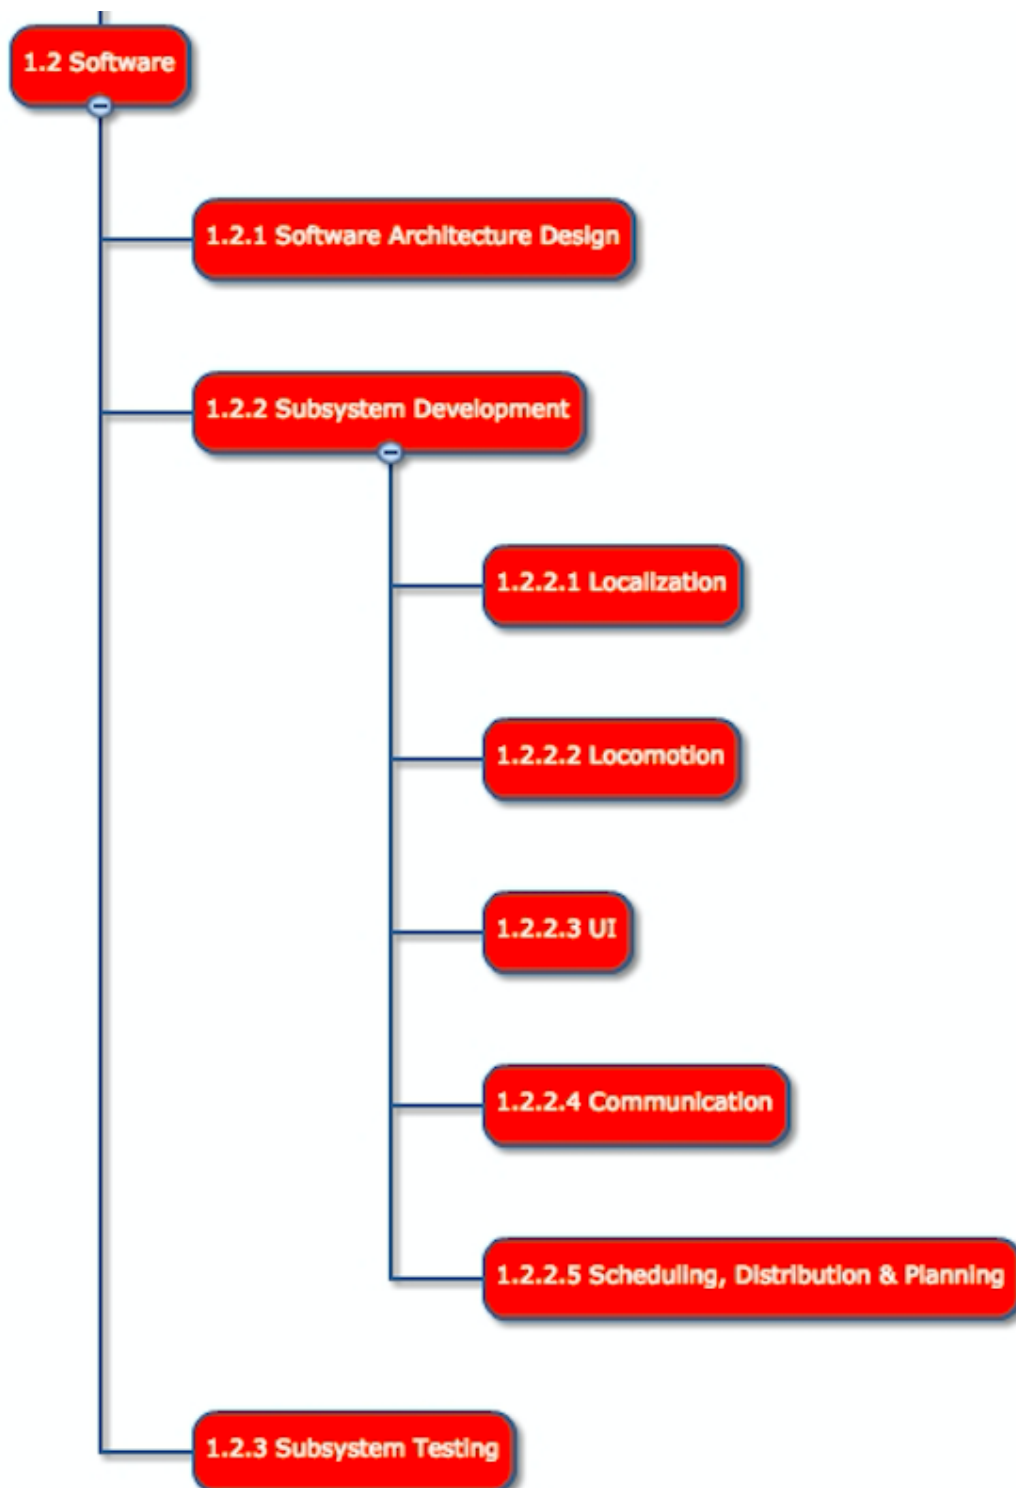 1.2 Software
1.2.1 Software Architecture Design
1.2.2 Subsystem Development
1.2.2.1 Localization
1.2.2.2 Locomotion
1.2.2.3 UI
1.2.2.4 Communication
1.2.2.5 Scheduling, Distribution & Planning
1.2.3 Subsystem Testing